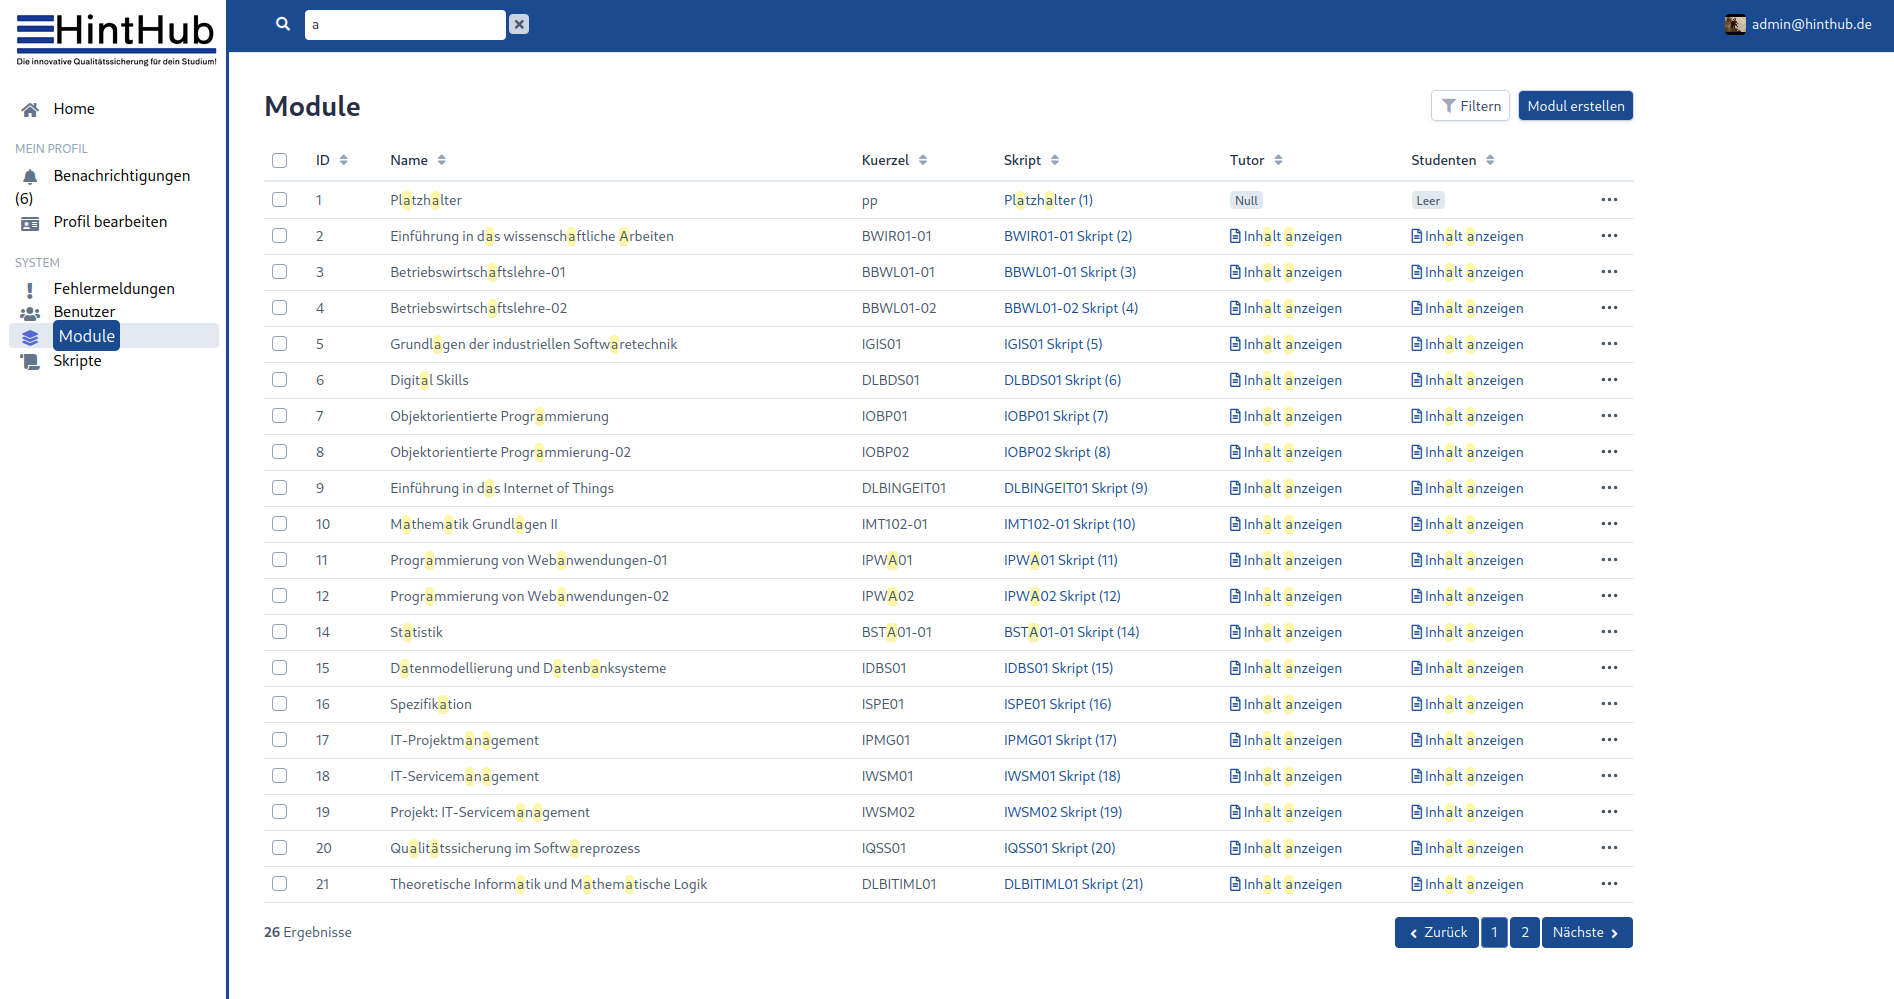 HintHub
Die innovative Qualitätssicherung für dein Studium!
a
admin@hinthub.de
Home
MEIN PROFIL
Benachrichtigungen
(6)
Profil bearbeiten
SYSTEM
Fehlermeldungen
Benutzer
Module
Skripte
Module
Filtern Modul erstellen
ID Name Kuerzel Skript Tutor Studenten
1 Platzhalter pp Platzhalter (1) Null Leer ...
2 Einführung in das wissenschaftliche Arbeiten BWIR01-01 BWIR01-01 Skript (2) Inhalt anzeigen Inhalt anzeigen ...
3 Betriebswirtschaftslehre-01 BBWL01-01 BBWL01-01 Skript (3) Inhalt anzeigen Inhalt anzeigen ...
4 Betriebswirtschaftslehre-02 BBWL01-02 BBWL01-02 Skript (4) Inhalt anzeigen Inhalt anzeigen ...
5 Grundlagen der industriellen Softwaretechnik IGIS01 IGIS01 Skript (5) Inhalt anzeigen Inhalt anzeigen ...
6 Digital Skills DLBDS01 DLBDS01 Skript (6) Inhalt anzeigen Inhalt anzeigen ...
7 Objektorientierte Programmierung IOBP01 IOBP01 Skript (7) Inhalt anzeigen Inhalt anzeigen ...
8 Objektorientierte Programmierung-02 IOBP02 IOBP02 Skript (8) Inhalt anzeigen Inhalt anzeigen ...
9 Einführung in das Internet of Things DLBINGEIT01 DLBINGEIT01 Skript (9) Inhalt anzeigen Inhalt anzeigen ...
10 Mathematik Grundlagen II IMT102-01 IMT102-01 Skript (10) Inhalt anzeigen Inhalt anzeigen ...
11 Programmierung von Webanwendungen-01 IPWA01 IPWA01 Skript (11) Inhalt anzeigen Inhalt anzeigen ...
12 Programmierung von Webanwendungen-02 IPWA02 IPWA02 Skript (12) Inhalt anzeigen Inhalt anzeigen ...
14 Statistik BSTA01-01 BSTA01-01 Skript (14) Inhalt anzeigen Inhalt anzeigen ...
15 Datenmodellierung und Datenbanksysteme IDBS01 IDBS01 Skript (15) Inhalt anzeigen Inhalt anzeigen ...
16 Spezifikation ISPE01 ISPE01 Skript (16) Inhalt anzeigen Inhalt anzeigen ...
17 IT-Projektmanagement IPMG01 IPMG01 Skript (17) Inhalt anzeigen Inhalt anzeigen ...
18 IT-Servicemanagement IWSM01 IWSM01 Skript (18) Inhalt anzeigen Inhalt anzeigen ...
19 Projekt: IT-Servicemanagement IWSM02 IWSM02 Skript (19) Inhalt anzeigen Inhalt anzeigen ...
20 Qualitätssicherung im Softwareprozess IQSS01 IQSS01 Skript (20) Inhalt anzeigen Inhalt anzeigen ...
21 Theoretische Informatik und Mathematische Logik DLBITIML01 DLBITIML01 Skript (21) Inhalt anzeigen Inhalt anzeigen ...
26 Ergebnisse
Zurück 1 2 Nächste